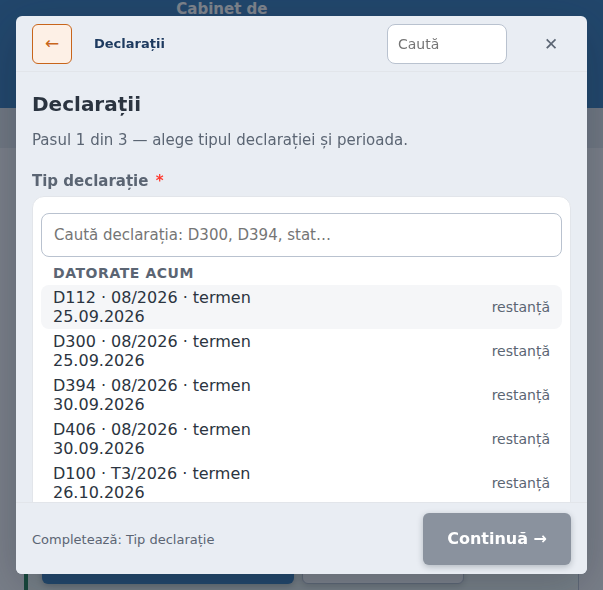 Cabinet de
←
Declarații
Caută
✕
Declarații
Pasul 1 din 3 — alege tipul declarației și perioada.
Tip declarație *
Caută declarația: D300, D394, stat...
DATORATE ACUM
D112 · 08/2026 · termen
25.09.2026
restanță
D300 · 08/2026 · termen
25.09.2026
restanță
D394 · 08/2026 · termen
30.09.2026
restanță
D406 · 08/2026 · termen
30.09.2026
restanță
D100 · T3/2026 · termen
26.10.2026
restanță
Completează: Tip declarație
Continuă →